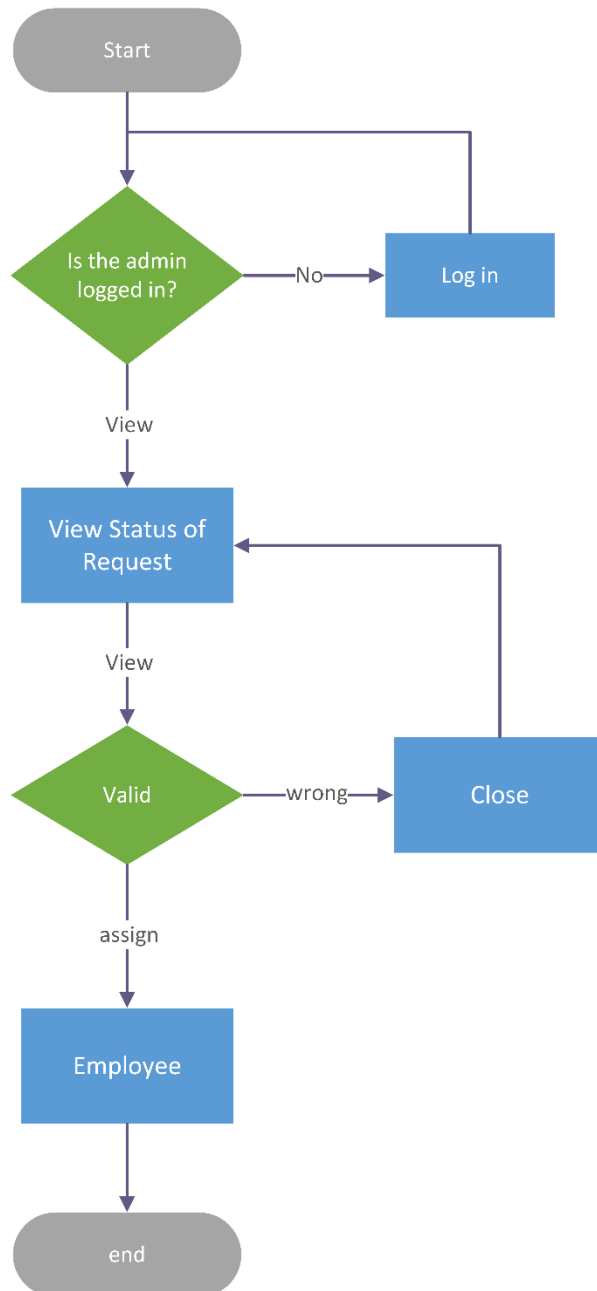 Start
Is the admin
logged in?
No
Log in
View
View Status of
Request
View
Valid
wrong
Close
assign
Employee
end